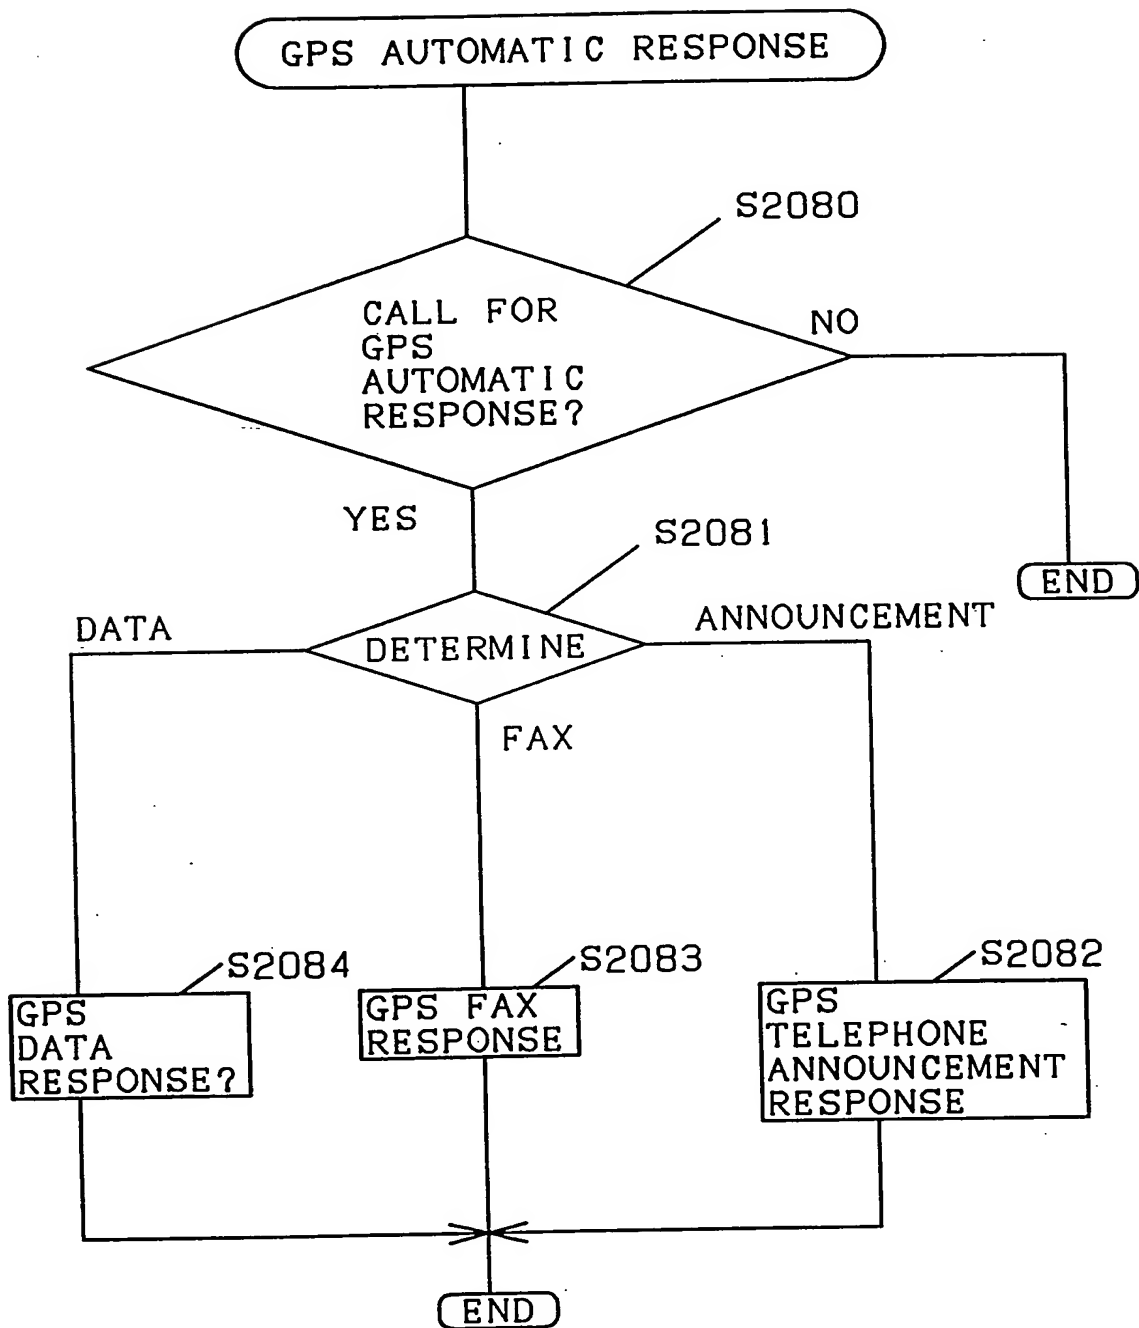 GPS AUTOMATIC RESPONSE
S2080
CALL FOR
GPS
AUTOMATIC
RESPONSE?
NO
YES
S2081
END
DATA
DETERMINE
ANNOUNCEMENT
FAX
S2084
GPS
DATA
RESPONSE?
S2083
GPS FAX
RESPONSE
S2082
GPS
TELEPHONE
ANNOUNCEMENT
RESPONSE
END